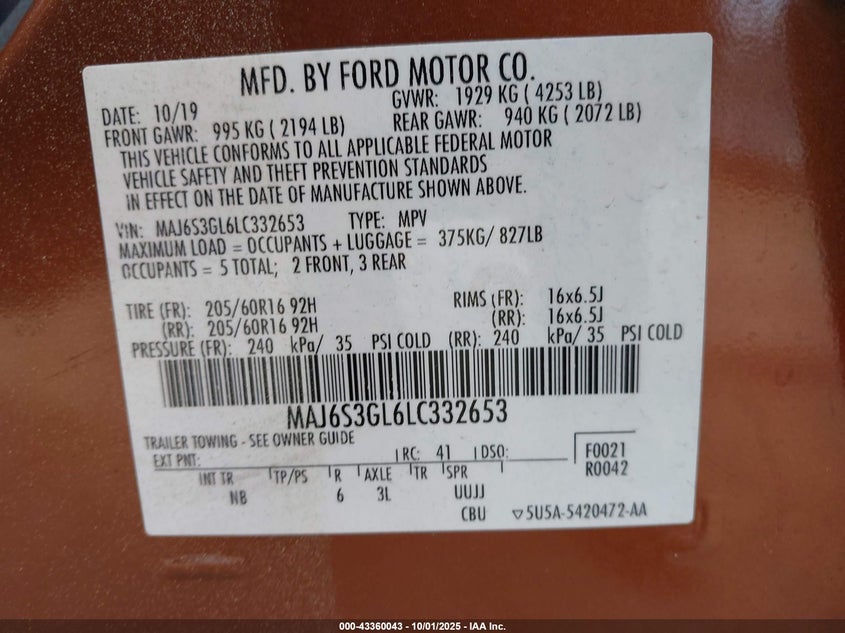 MFD. BY FORD MOTOR CO.
DATE: 10/19 GVWR: 1929 KG ( 4253 LB)
FRONT GAWR: 995 KG ( 2194 LB) REAR GAWR: 940 KG ( 2072 LB)
THIS VEHICLE CONFORMS TO ALL APPLICABLE FEDERAL MOTOR
VEHICLE SAFETY AND THEFT PREVENTION STANDARDS
IN EFFECT ON THE DATE OF MANUFACTURE SHOWN ABOVE.
VIN: MAJ6S3GL6LC332653 TYPE: MPV
MAXIMUM LOAD = OCCUPANTS + LUGGAGE = 375KG/ 827LB
OCCUPANTS = 5 TOTAL; 2 FRONT, 3 REAR
TIRE (FR): 205/60R16 92H RIMS (FR): 16x6.5J
(RR): 205/60R16 92H (RR): 16x6.5J
PRESSURE (FR): 240 kPa/ 35 PSI COLD (RR): 240 kPa/ 35 PSI COLD
MAJ6S3GL6LC332653
TRAILER TOWING - SEE OWNER GUIDE
EXT PNT: RC: 41 DSO: F0021
R0042
INT TR TP/PS R AXLE TR SPR
NB 6 3L UUJJ
CBU ▽5U5A-5420472-AA
000-43360043 - 10/01/2025 - IAA Inc.